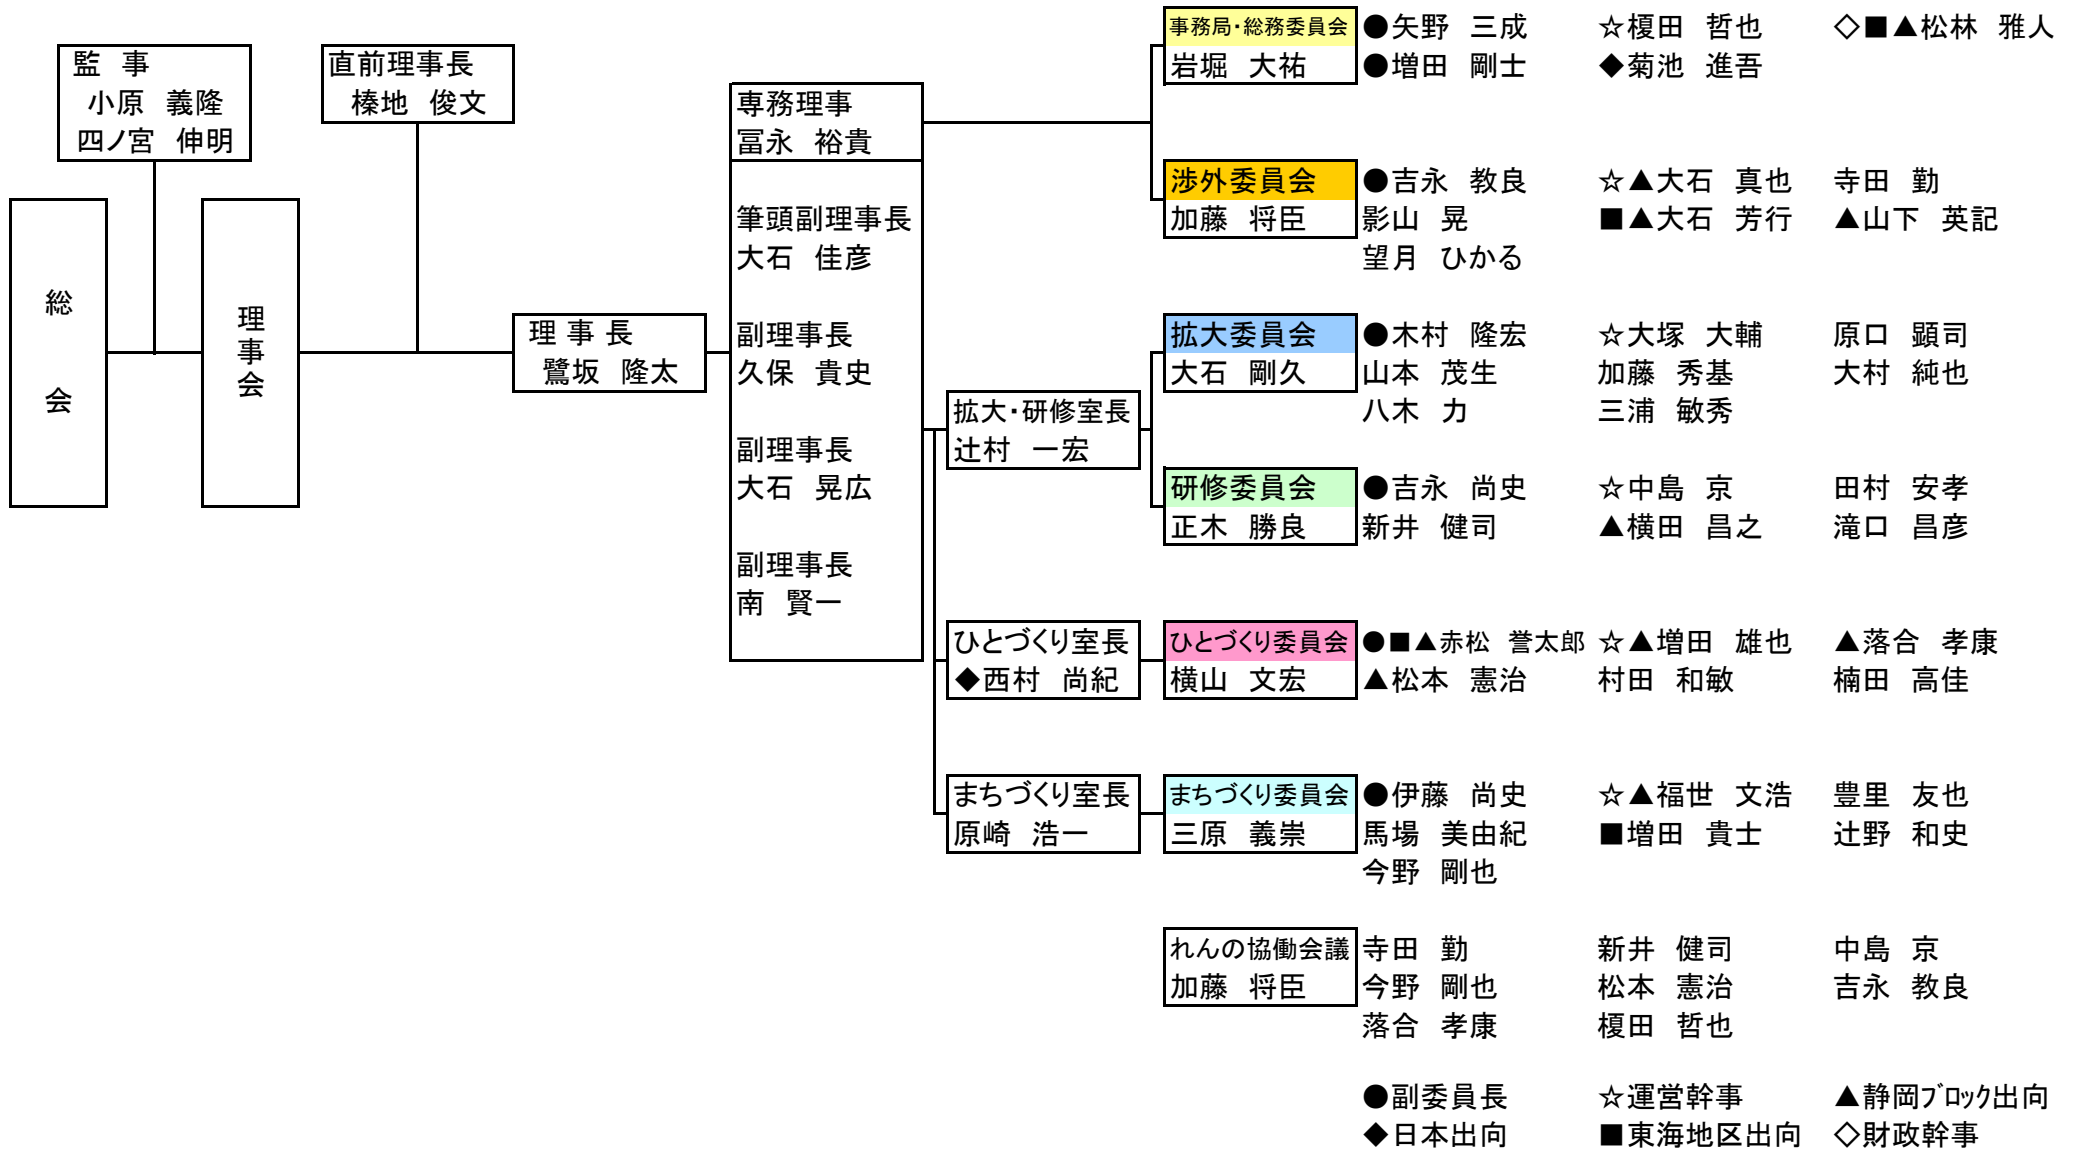 監　事
小原　義隆
四ノ宮　伸明
直前理事長
榛地　俊文
総会
理事会
理 事 長
鷺坂　隆太
専務理事
冨永　裕貴
筆頭副理事長
大石　佳彦
副理事長
久保　貴史
副理事長
大石　晃広
副理事長
南　賢一
拡大・研修室長
辻村　一宏
ひとづくり室長
◆西村　尚紀
まちづくり室長
原崎　浩一
事務局・総務委員会
岩堀　大祐
●矢野　三成　☆榎田　哲也　◇■▲松林　雅人
●増田　剛士　◆菊池　進吾
渉外委員会
加藤　将臣
●吉永　教良　☆▲大石　真也　寺田　勤
影山　晃　■▲大石　芳行　▲山下　英記
望月　ひかる
拡大委員会
大石　剛久
●木村　隆宏　☆大塚　大輔　原口　顕司
山本　茂生　加藤　秀基　大村　純也
八木　力　三浦　敏秀
研修委員会
正木　勝良
●吉永　尚史　☆中島　京　田村　安孝
新井　健司　▲横田　昌之　滝口　昌彦
ひとづくり委員会
横山　文宏
●■▲赤松　誉太郎　☆▲増田　雄也　▲落合　孝康
▲松本　憲治　村田　和敏　楠田　高佳
まちづくり委員会
三原　義崇
●伊藤　尚史　☆▲福世　文浩　豊里　友也
馬場　美由紀　■増田　貴士　辻野　和史
今野　剛也
れんの協働会議
加藤　将臣
寺田　勤　新井　健司　中島　京
今野　剛也　松本　憲治　吉永　教良
落合　孝康　榎田　哲也
●副委員長　☆運営幹事　▲静岡ﾌﾞﾛｯｸ出向
◆日本出向　■東海地区出向　◇財政幹事